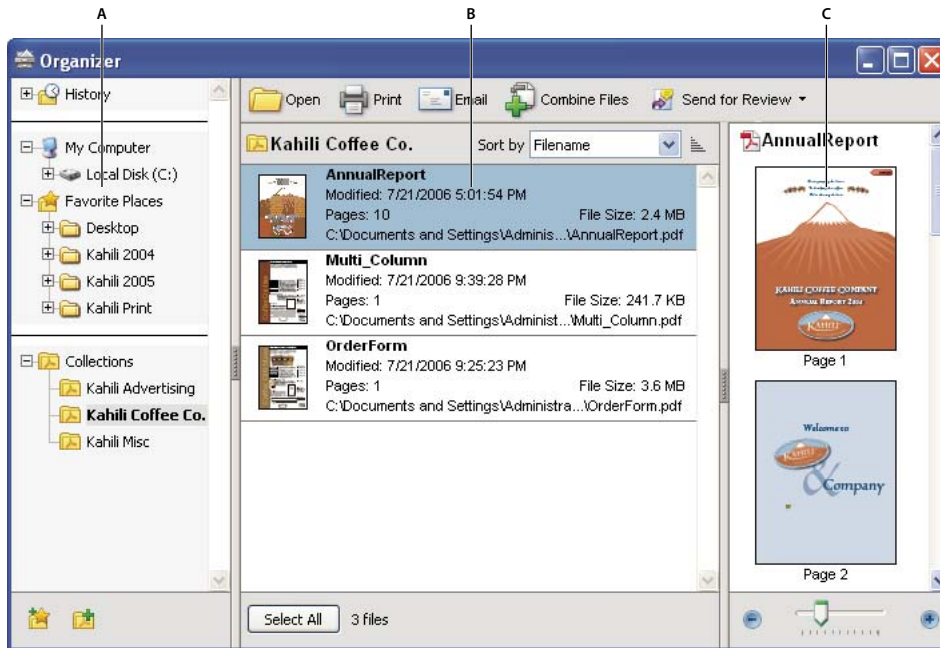 A B C
Organizer
History
My Computer
Local Disk (C:)
Favorite Places
Desktop
Kahili 2004
Kahili 2005
Kahili Print
Collections
Kahili Advertising
Kahili Coffee Co.
Kahili Misc
Open Print Email Combine Files Send for Review
Kahili Coffee Co. Sort by Filename
AnnualReport
Modified: 7/21/2006 5:01:54 PM
Pages: 10 File Size: 2.4 MB
C:\Documents and Settings\Adminis...\AnnualReport.pdf
Multi_Column
Modified: 7/21/2006 9:39:28 PM
Pages: 1 File Size: 241.7 KB
C:\Documents and Settings\Administ...\Multi_Column.pdf
OrderForm
Modified: 7/21/2006 9:25:23 PM
Pages: 1 File Size: 3.6 MB
C:\Documents and Settings\Administra...\OrderForm.pdf
Select All 3 files
AnnualReport
KAHILI COFFEE COMPANY
KAHILI
Page 1
Welcome to
KAHILI
& Company
Page 2